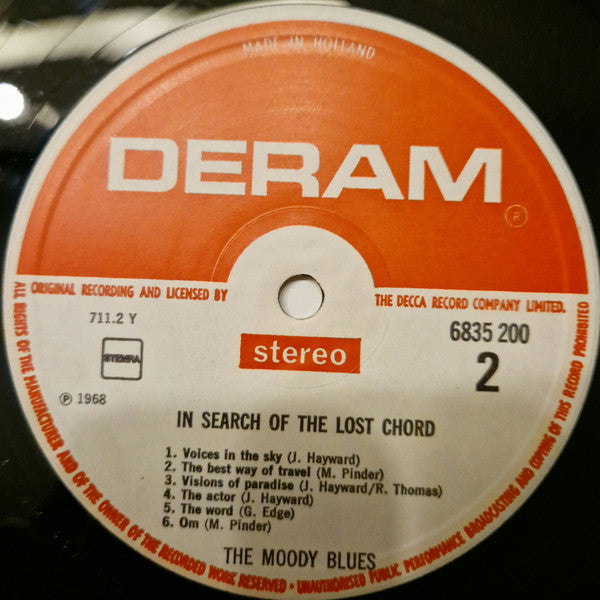 MADE IN HOLLAND
DERAM
R
ORIGINAL RECORDING AND LICENSED BY
THE DECCA RECORD COMPANY LIMITED.
711.2 Y
STEMRA
6835 200
stereo
2
℗ 1968
IN SEARCH OF THE LOST CHORD
1. Voices in the sky (J. Hayward)
2. The best way of travel (M. Pinder)
3. Visions of paradise (J. Hayward/R. Thomas)
4. The actor (J. Hayward)
5. The word (G. Edge)
6. Om (M. Pinder)
THE MOODY BLUES
ALL RIGHTS OF THE MANUFACTURER AND OF THE OWNER OF THE RECORDED WORK RESERVED • UNAUTHORISED PUBLIC PERFORMANCE BROADCASTING AND COPYING OF THIS RECORD PROHIBITED